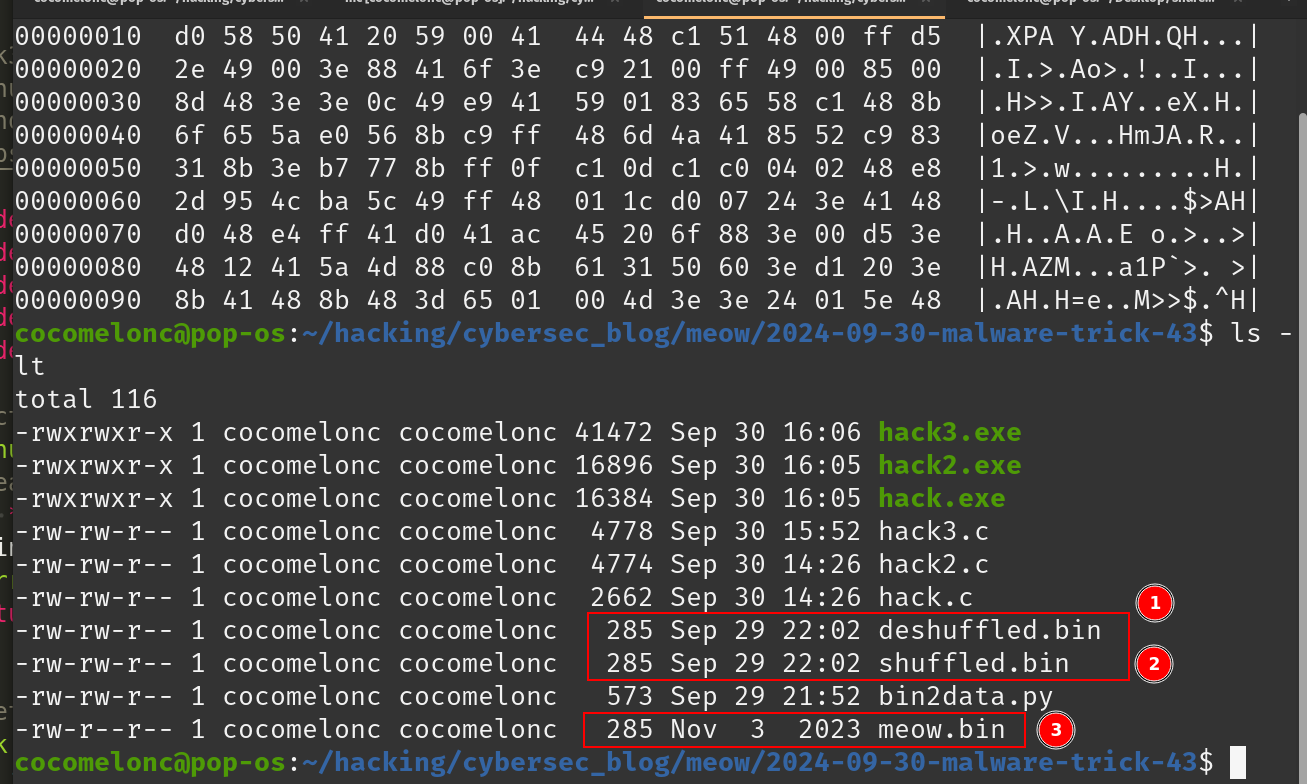 00000010  d0 58 50 41 20 59 00 41  44 48 c1 51 48 00 ff d5  |.XPA Y.ADH.QH...|
00000020  2e 49 00 3e 88 41 6f 3e  c9 21 00 ff 49 00 85 00  |.I.>.Ao>.!..I...|
00000030  8d 48 3e 3e 0c 49 e9 41  59 01 83 65 58 c1 48 8b  |.H>>.I.AY..eX.H.|
00000040  6f 65 5a e0 56 8b c9 ff  48 6d 4a 41 85 52 c9 83  |oeZ.V...HmJA.R..|
00000050  31 8b 3e b7 77 8b ff 0f  c1 0d c1 c0 04 02 48 e8  |1.>.w.........H.|
00000060  2d 95 4c ba 5c 49 ff 48  01 1c d0 07 24 3e 41 48  |-.L.\I.H....$>AH|
00000070  d0 48 e4 ff 41 d0 41 ac  45 20 6f 88 3e 00 d5 3e  |.H..A.A.E o.>..>|
00000080  48 12 41 5a 4d 88 c0 8b  61 31 50 60 3e d1 20 3e  |H.AZM...a1P`>. >|
00000090  8b 41 48 8b 48 3d 65 01  00 4d 3e 3e 24 01 5e 48  |.AH.H=e..M>>$.^H|
cocomelonc@pop-os:~/hacking/cybersec_blog/meow/2024-09-30-malware-trick-43$ ls -
lt
total 116
-rwxrwxr-x 1 cocomelonc cocomelonc 41472 Sep 30 16:06 hack3.exe
-rwxrwxr-x 1 cocomelonc cocomelonc 16896 Sep 30 16:05 hack2.exe
-rwxrwxr-x 1 cocomelonc cocomelonc 16384 Sep 30 16:05 hack.exe
-rw-rw-r-- 1 cocomelonc cocomelonc  4778 Sep 30 15:52 hack3.c
-rw-rw-r-- 1 cocomelonc cocomelonc  4774 Sep 30 14:26 hack2.c
-rw-rw-r-- 1 cocomelonc cocomelonc  2662 Sep 30 14:26 hack.c 1
-rw-rw-r-- 1 cocomelonc cocomelonc   285 Sep 29 22:02 deshuffled.bin
-rw-rw-r-- 1 cocomelonc cocomelonc   285 Sep 29 22:02 shuffled.bin 2
-rw-rw-r-- 1 cocomelonc cocomelonc   573 Sep 29 21:52 bin2data.py
-rw-r--r-- 1 cocomelonc cocomelonc   285 Nov  3  2023 meow.bin 3
cocomelonc@pop-os:~/hacking/cybersec_blog/meow/2024-09-30-malware-trick-43$